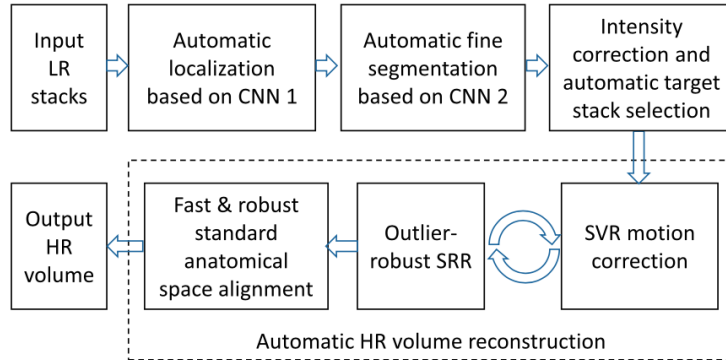 Input
LR
stacks
Automatic
localization
based on CNN 1
Automatic fine
segmentation
based on CNN 2
Intensity
correction and
automatic target
stack selection
Output
HR
volume
Fast & robust
standard
anatomical
space alignment
Outlier-
robust SRR
SVR motion
correction
Automatic HR volume reconstruction